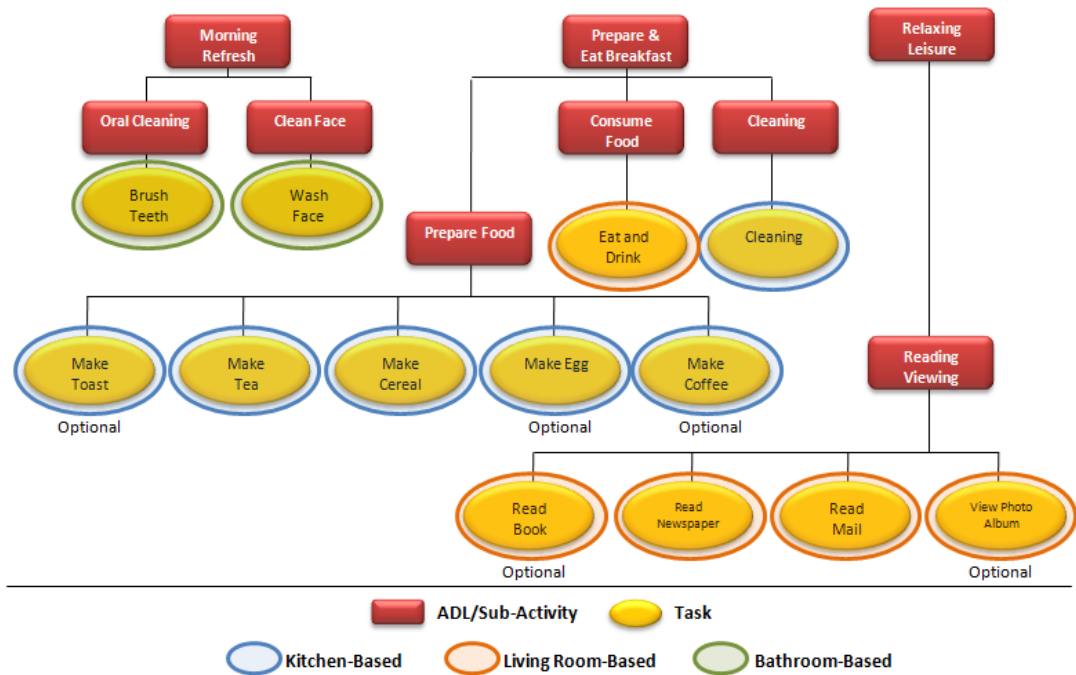 Morning
Refresh
Prepare &
Eat Breakfast
Relaxing
Leisure
Oral Cleaning
Clean Face
Consume
Food
Cleaning
Brush
Teeth
Wash
Face
Prepare Food
Eat and
Drink
Cleaning
Make
Toast
Make
Tea
Make
Cereal
Make Egg
Make
Coffee
Reading
Viewing
Optional
Optional
Optional
Read
Book
Read
Newspaper
Read
Mail
View Photo
Album
Optional
Optional
ADL/Sub-Activity
Task
Kitchen-Based
Living Room-Based
Bathroom-Based